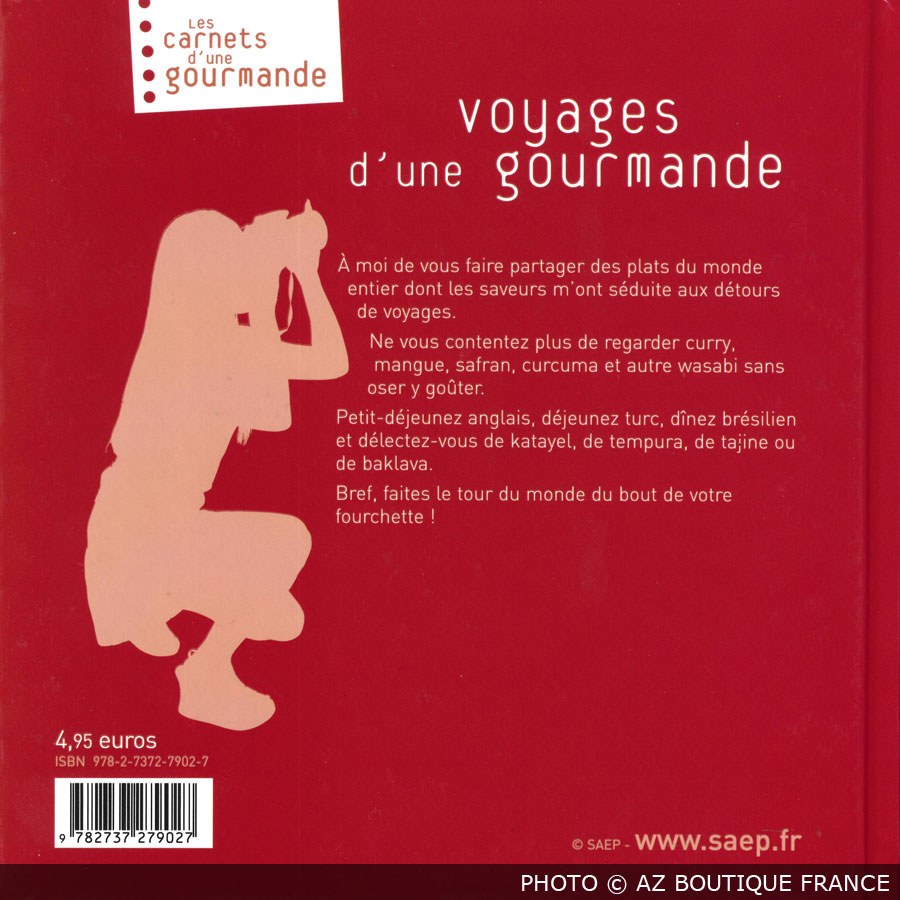 Les
carnets
d'une
gourmande
voyages
d'une gourmande
À moi de vous faire partager des plats du monde
entier dont les saveurs m'ont séduite aux détours
de voyages.
Ne vous contentez plus de regarder curry,
mangue, safran, curcuma et autre wasabi sans
oser y goûter.
Petit-déjeunez anglais, déjeunez turc, dînez brésilien
et délectez-vous de katayel, de tempura, de tajine ou
de baklava.
Bref, faites le tour du monde du bout de votre
fourchette !
4,95 euros
ISBN 978-2-7372-7902-7
9 782737 279027
© SAEP - www.saep.fr
PHOTO © AZ BOUTIQUE FRANCE